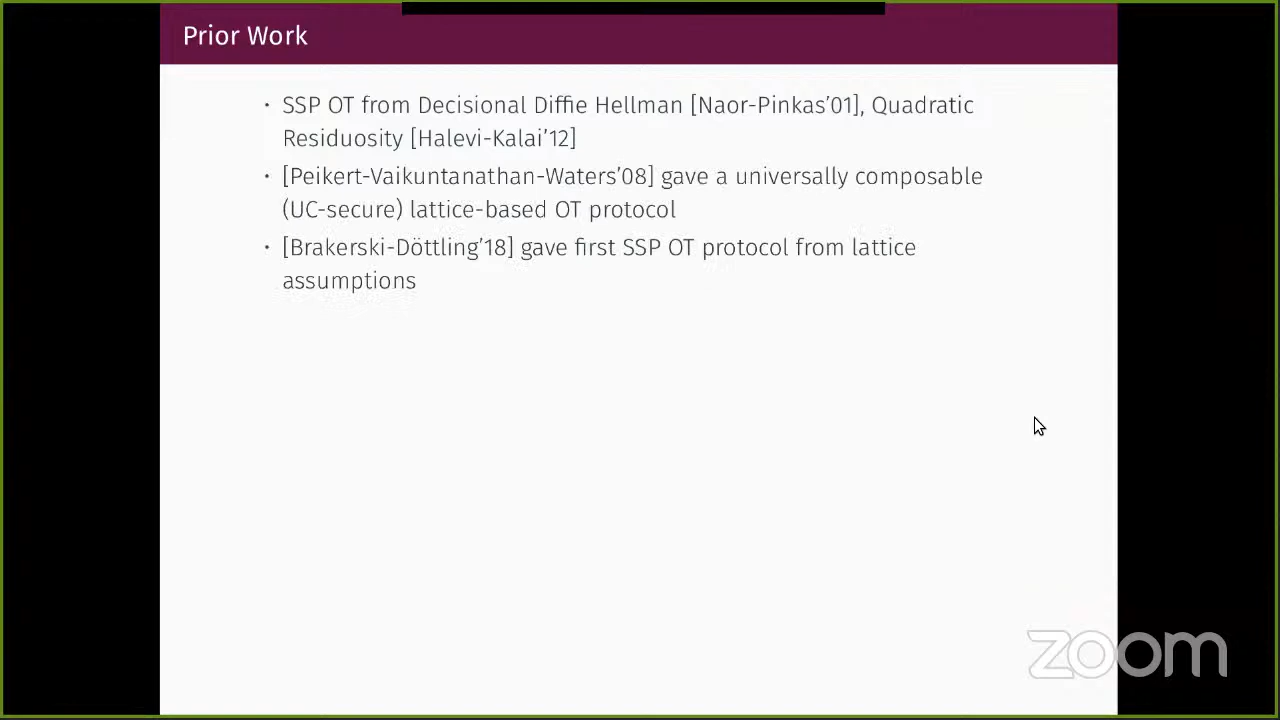 Prior Work
• SSP OT from Decisional Diffie Hellman [Naor-Pinkas’01], Quadratic
Residuosity [Halevi-Kalai’12]
• [Peikert-Vaikuntanathan-Waters’08] gave a universally composable
(UC-secure) lattice-based OT protocol
• [Brakerski-Döttling’18] gave first SSP OT protocol from lattice
assumptions
zoom